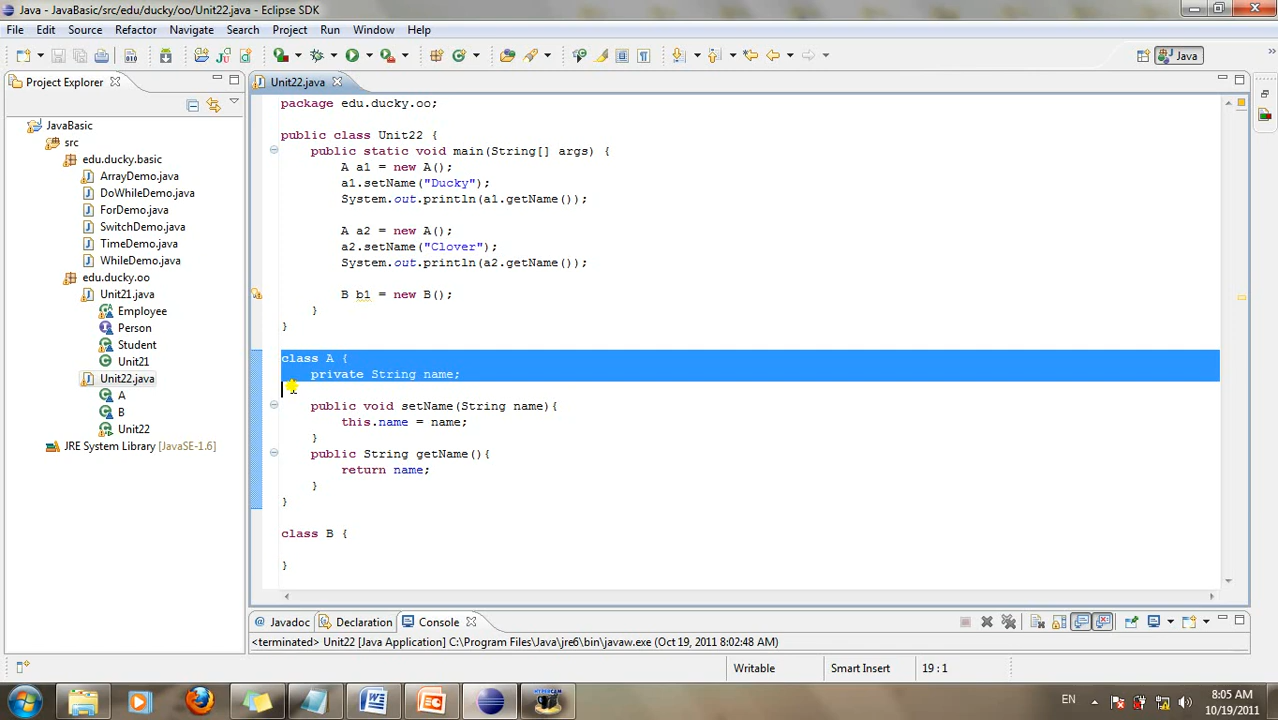 Java - JavaBasic/src/edu/ducky/oo/Unit22.java - Eclipse SDK
File Edit Source Refactor Navigate Search Project Run Window Help
Java
Project Explorer
Unit22.java
JavaBasic
src
edu.ducky.basic
ArrayDemo.java
DoWhileDemo.java
ForDemo.java
SwitchDemo.java
TimeDemo.java
WhileDemo.java
edu.ducky.oo
Unit21.java
Employee
Person
Student
Unit21
Unit22.java
A
B
Unit22
JRE System Library [JavaSE-1.6]
package edu.ducky.oo;
public class Unit22 {
public static void main(String[] args) {
A a1 = new A();
a1.setName("Ducky");
System.out.println(a1.getName());
A a2 = new A();
a2.setName("Clover");
System.out.println(a2.getName());
B b1 = new B();
}
}
class A {
private String name;
public void setName(String name){
this.name = name;
}
public String getName(){
return name;
}
}
class B {
}
Javadoc Declaration Console
<terminated> Unit22 [Java Application] C:\Program Files\Java\jre6\bin\javaw.exe (Oct 19, 2011 8:02:48 AM)
Writable Smart Insert 19 : 1
EN 8:05 AM
10/19/2011